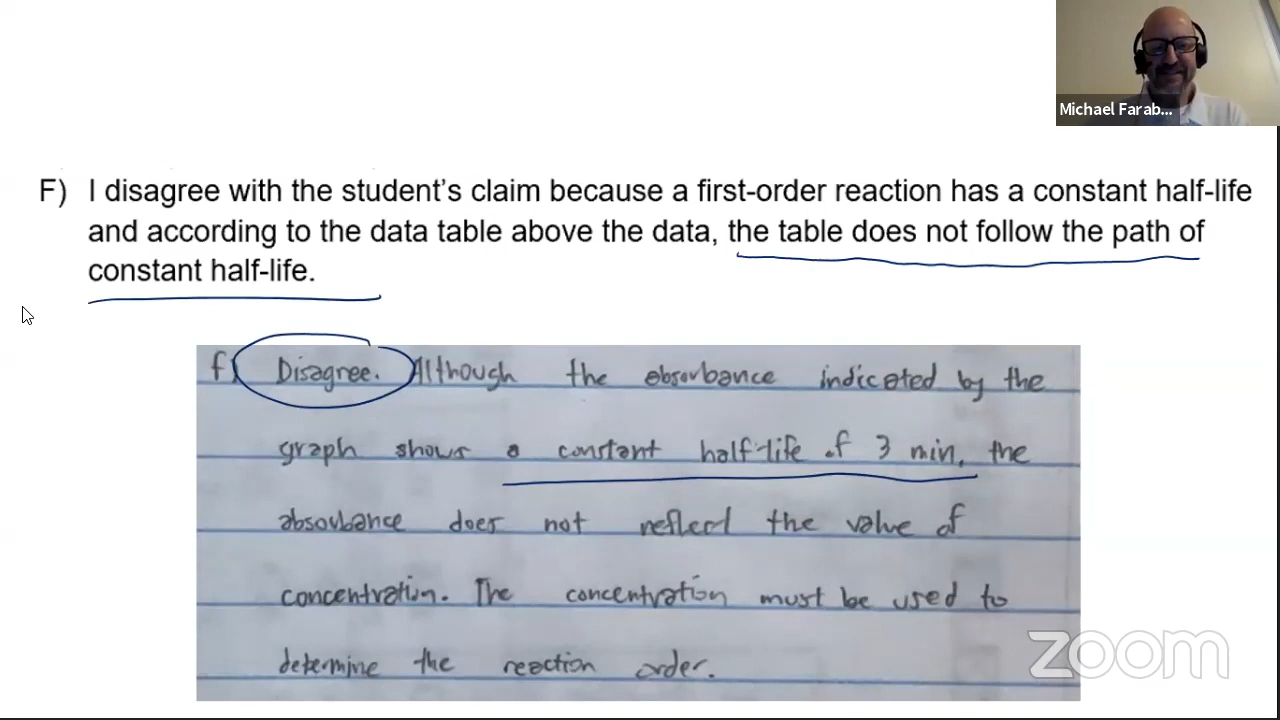 Michael Farab...
F) I disagree with the student's claim because a first-order reaction has a constant half-life
and according to the data table above the data, the table does not follow the path of
constant half-life.
f) Disagree. Although the absorbance indicated by the
graph shows a constant half-life of 3 min, the
absorbance does not reflect the value of
concentration. The concentration must be used to
determine the reaction order.
zoom